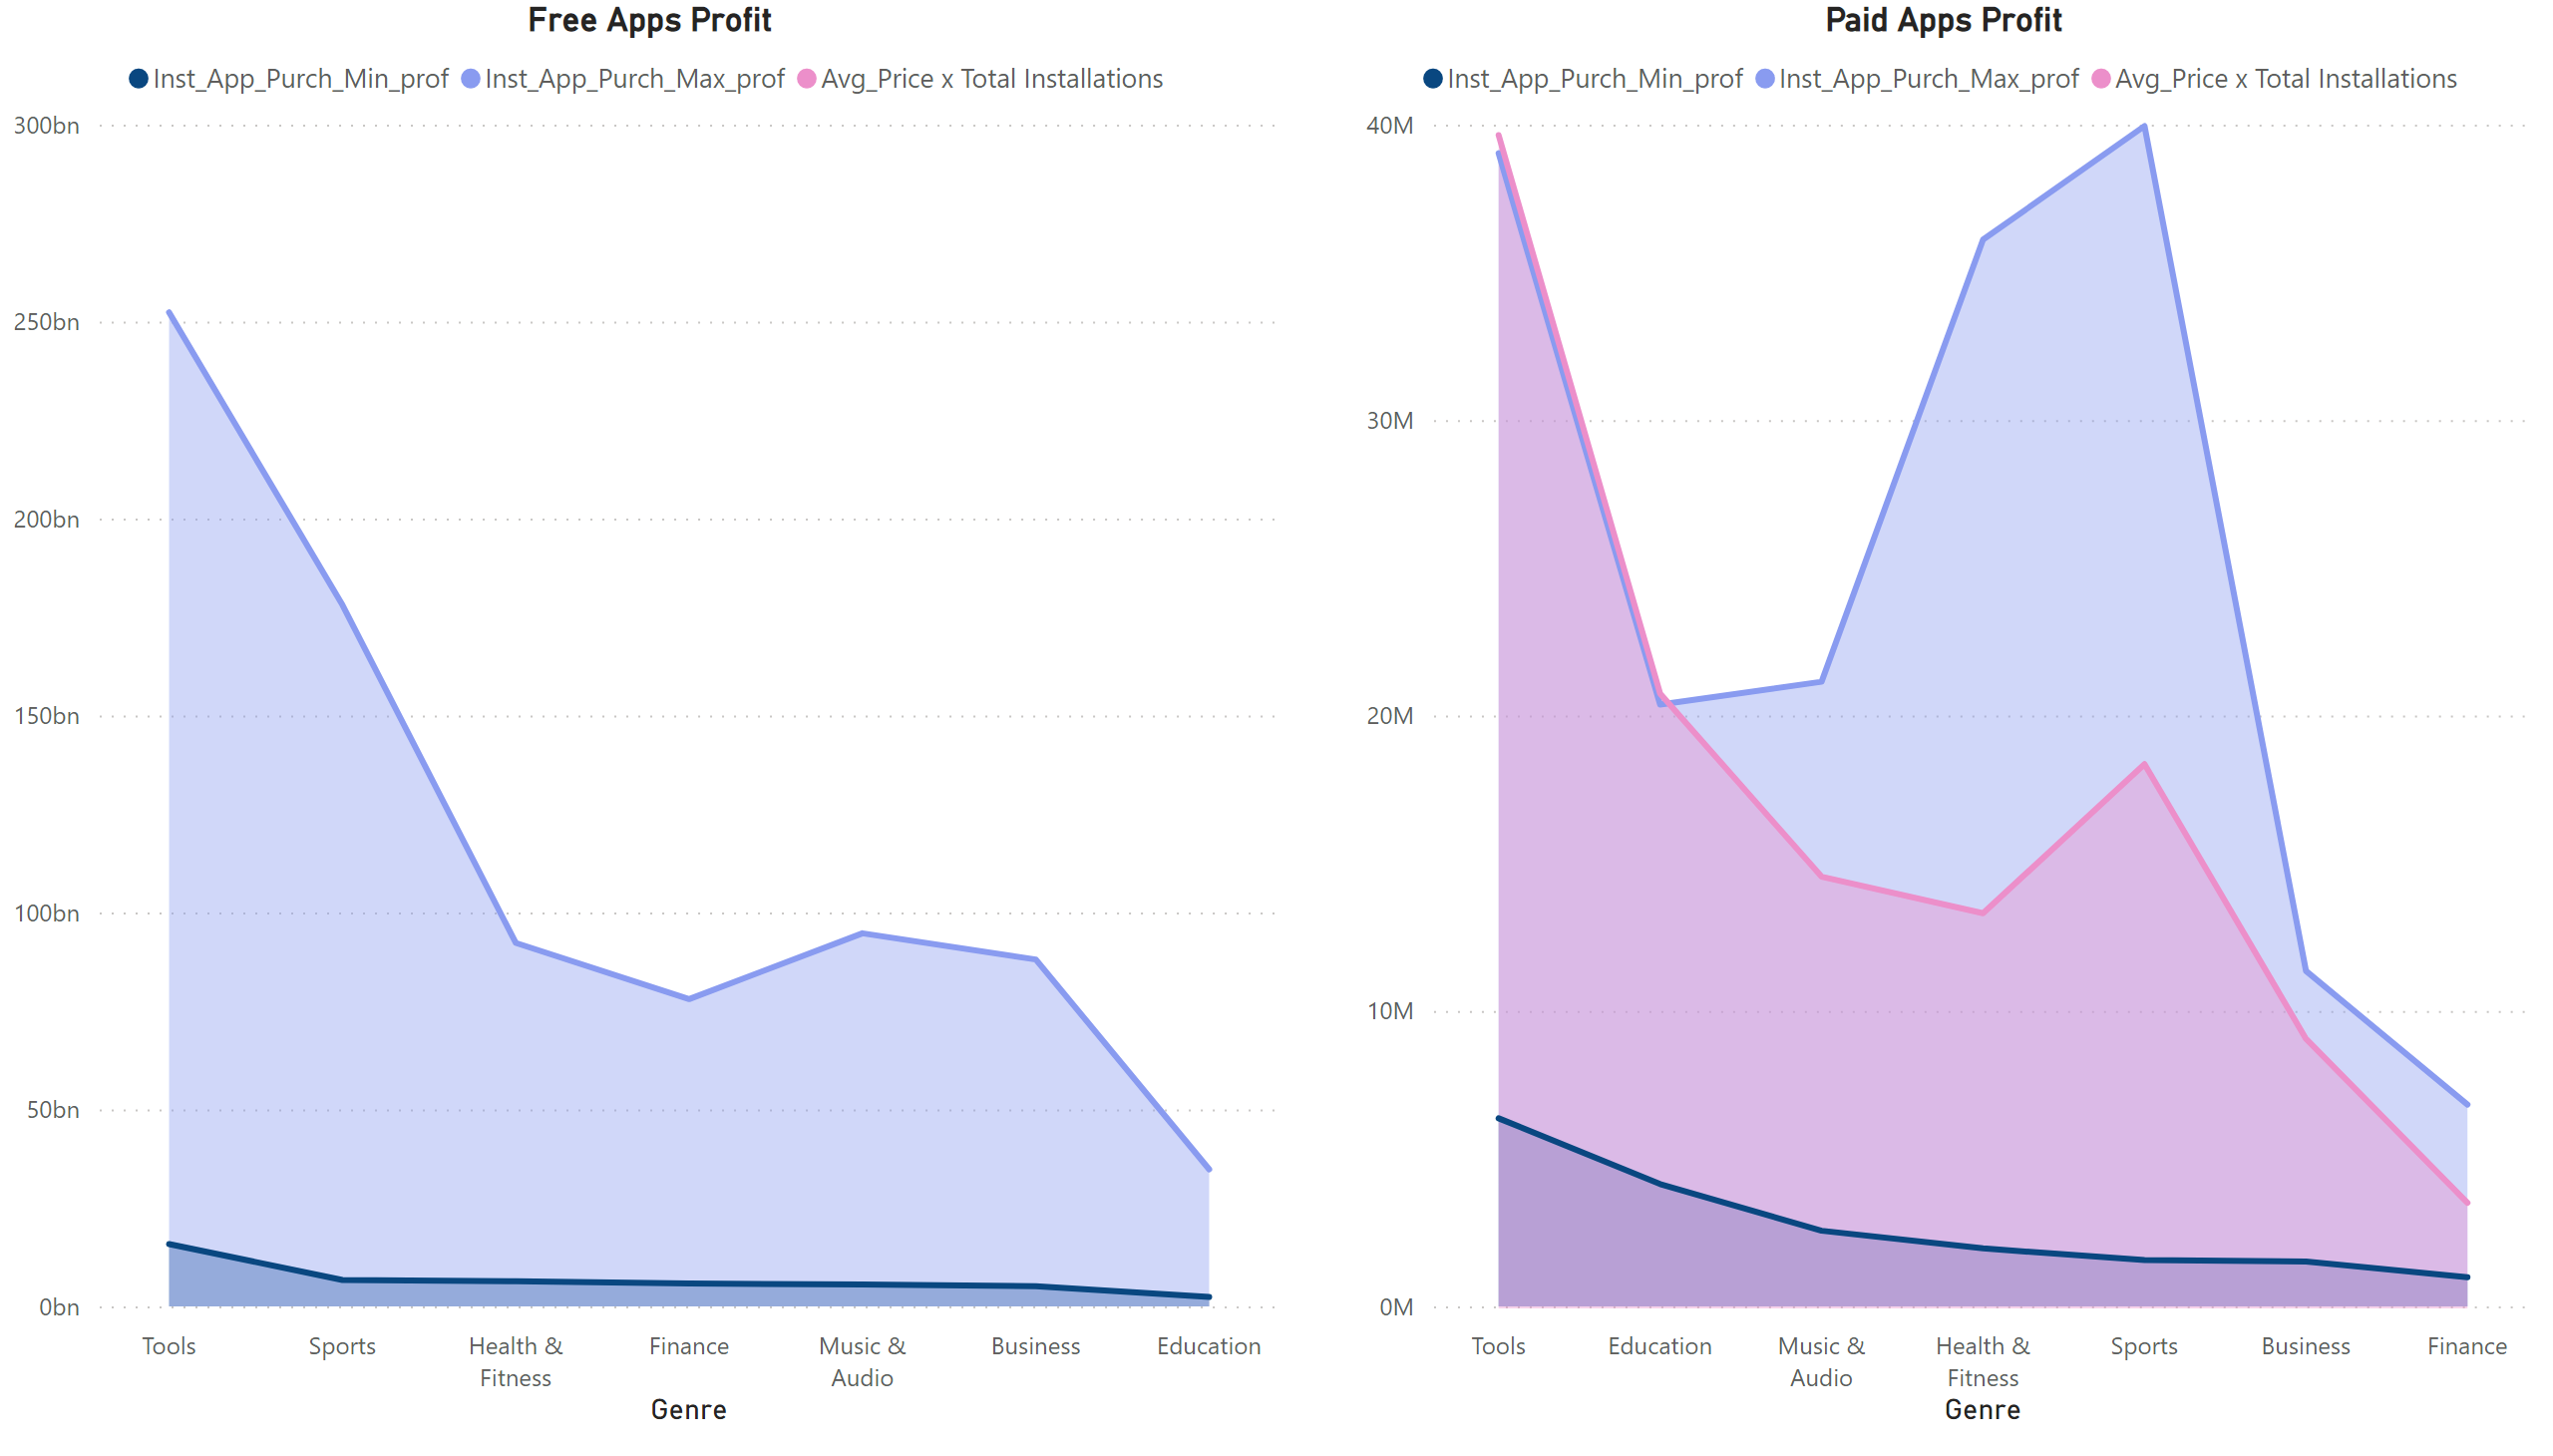 Free Apps Profit
Inst_App_Purch_Min_prof Inst_App_Purch_Max_prof Avg_Price x Total Installations
300bn
250bn
200bn
150bn
100bn
50bn
0bn
Tools Sports Health & Finance Music & Business Education
Fitness Audio
Genre
Paid Apps Profit
Inst_App_Purch_Min_prof Inst_App_Purch_Max_prof Avg_Price x Total Installations
40M
30M
20M
10M
0M
Tools Education Music & Health & Sports Business Finance
Audio Fitness
Genre